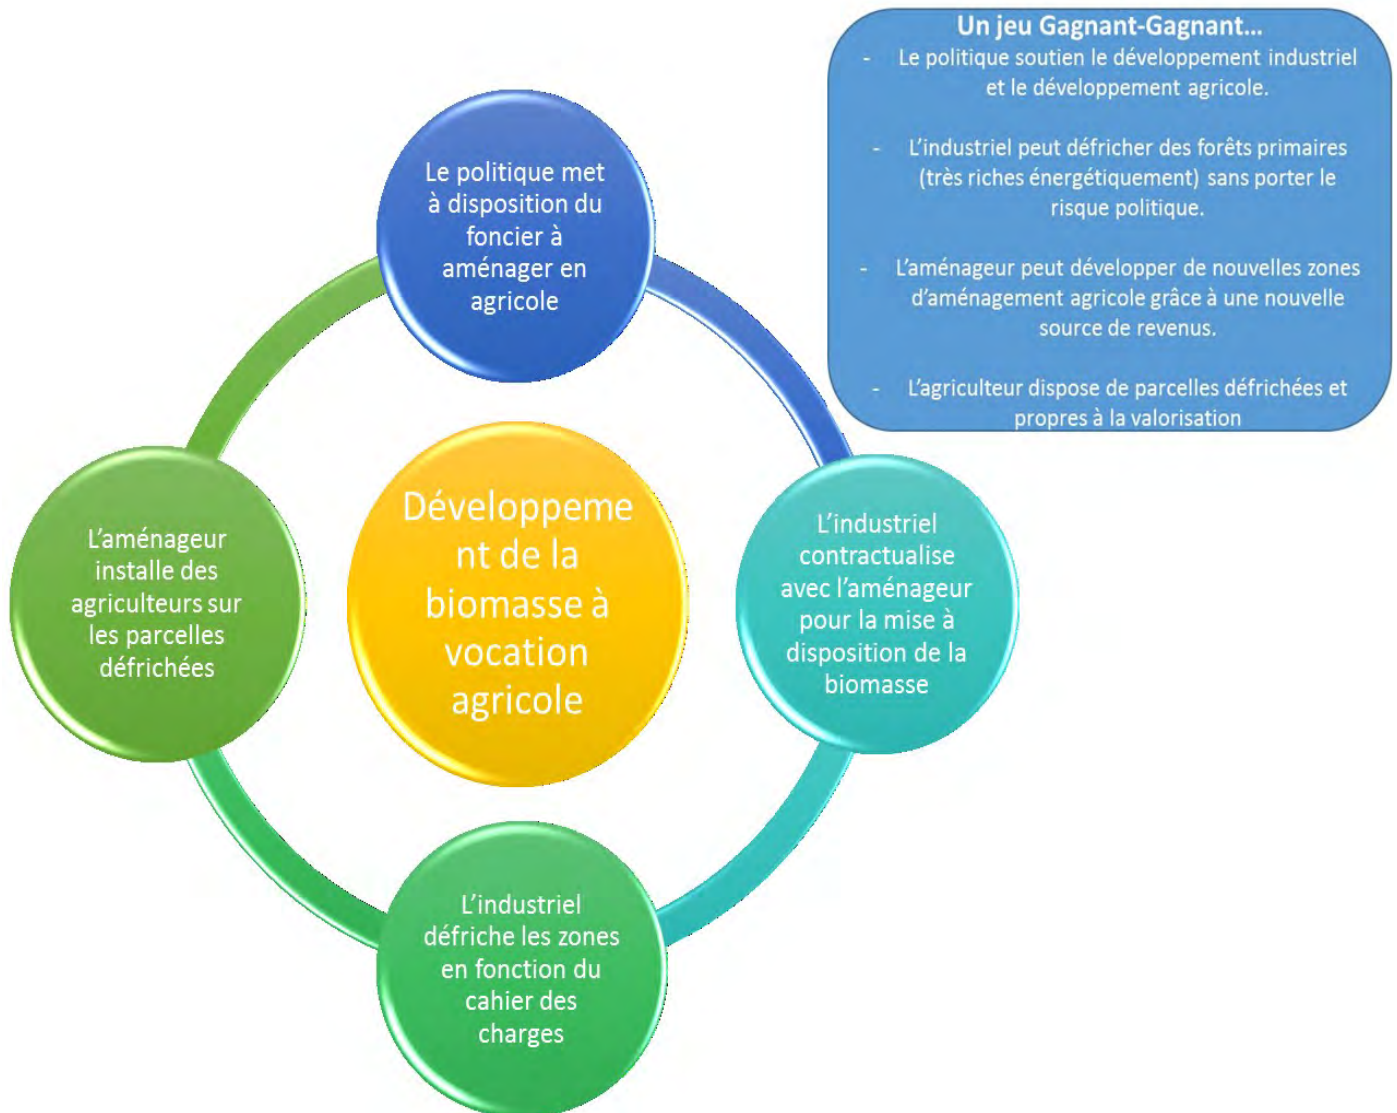 Un jeu Gagnant-Gagnant...
- Le politique soutien le développement industriel
et le développement agricole.
- L'industriel peut défricher des forêts primaires
(très riches énergétiquement) sans porter le
risque politique.
- L'aménageur peut développer de nouvelles zones
d'aménagement agricole grâce à une nouvelle
source de revenus.
- L'agriculteur dispose de parcelles défrichées et
propres à la valorisation
Le politique met
à disposition du
foncier à
aménager en
agricole
L'industriel
contractualise
avec l'aménageur
pour la mise à
disposition de la
biomasse
L'industriel
défriche les zones
en fonction du
cahier des
charges
L'aménageur
installe des
agriculteurs sur
les parcelles
défrichées
Développeme
nt de la
biomasse à
vocation
agricole